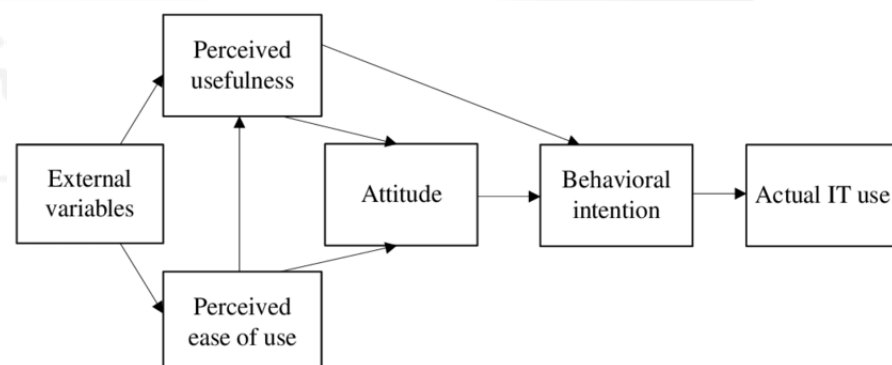 Perceived
usefulness
External
variables
Attitude
Behavioral
intention
Actual IT use
Perceived
ease of use